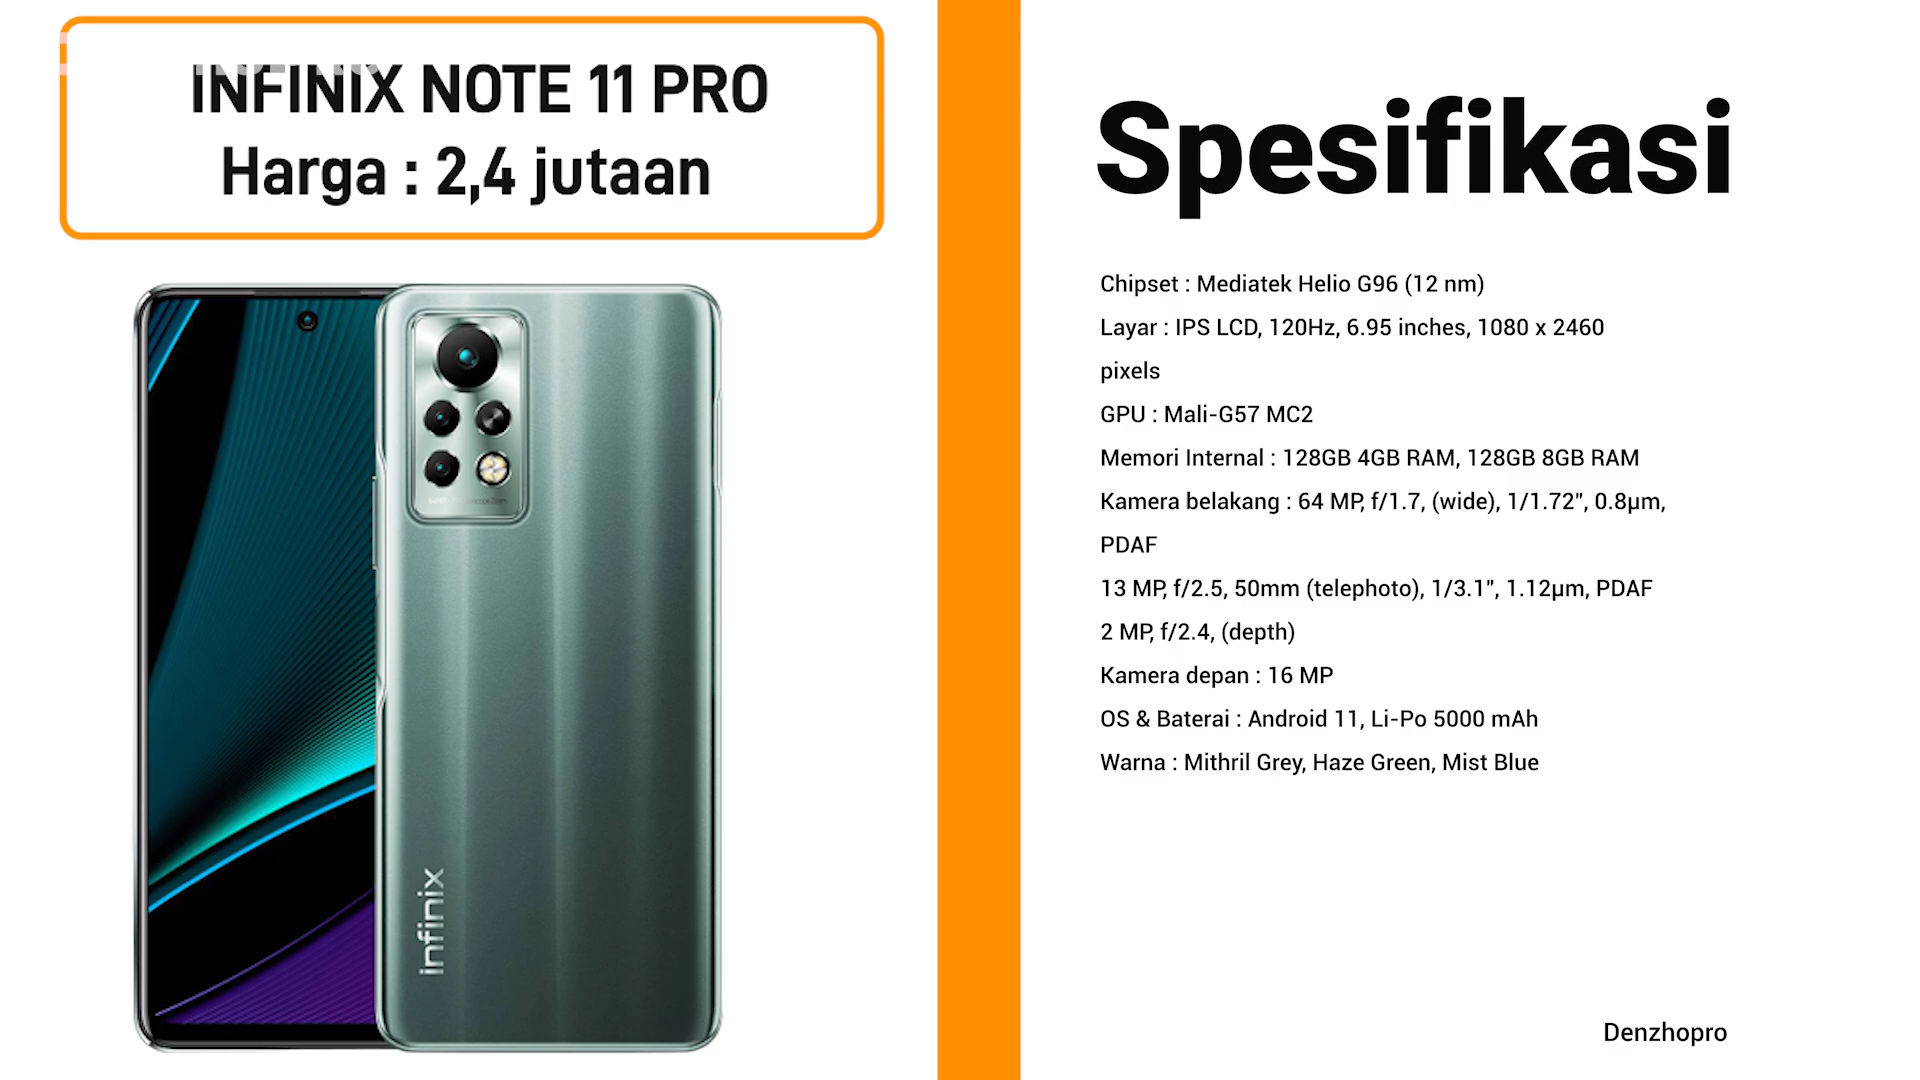 INFINIX NOTE 11 PRO
Harga : 2,4 jutaan
infinix
Spesifikasi
Chipset : Mediatek Helio G96 (12 nm)
Layar : IPS LCD, 120Hz, 6.95 inches, 1080 x 2460
pixels
GPU : Mali-G57 MC2
Memori Internal : 128GB 4GB RAM, 128GB 8GB RAM
Kamera belakang : 64 MP, f/1.7, (wide), 1/1.72", 0.8µm,
PDAF
13 MP, f/2.5, 50mm (telephoto), 1/3.1", 1.12µm, PDAF
2 MP, f/2.4, (depth)
Kamera depan : 16 MP
OS & Baterai : Android 11, Li-Po 5000 mAh
Warna : Mithril Grey, Haze Green, Mist Blue
Denzhopro